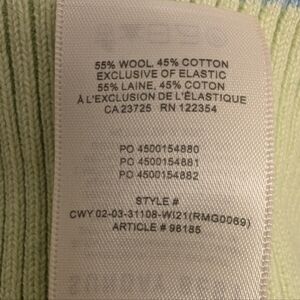 55% WOOL, 45% COTTON
EXCLUSIVE OF ELASTIC
55% LAINE, 45% COTON
À L'EXCLUSION DE L'ÉLASTIQUE
CA 23725 RN 122354
PO 4500154880
PO 4500154881
PO 4500154882
STYLE #
CWY 02-03-31108-WI21(RMG0069)
ARTICLE # 98185